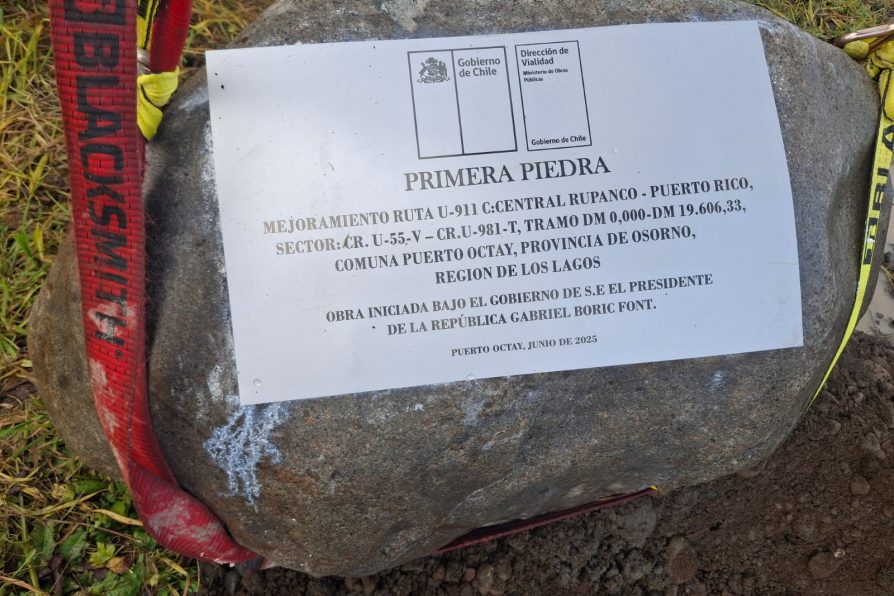 BLACKSMITH
Gobierno
de Chile
Dirección de
Vialidad
Ministerio de Obras
Públicas
Gobierno de Chile
PRIMERA PIEDRA
MEJORAMIENTO RUTA U-911 C:CENTRAL RUPANCO - PUERTO RICO,
SECTOR: CR. U-55,-V – CR.U-981-T, TRAMO DM 0,000-DM 19.606,33,
COMUNA PUERTO OCTAY, PROVINCIA DE OSORNO,
REGION DE LOS LAGOS
OBRA INICIADA BAJO EL GOBIERNO DE S.E EL PRESIDENTE
DE LA REPÚBLICA GABRIEL BORIC FONT.
PUERTO OCTAY, JUNIO DE 2025